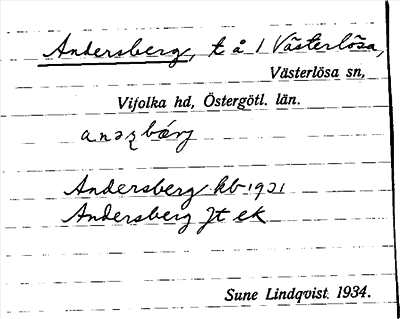 Andersberg, t å 1 Västerlösa,
Västerlösa sn,
Vifolka hd, Östergötl. län.
Andersberg kb 1921
Andersberg Jt ek
Sune Lindqvist 1934.